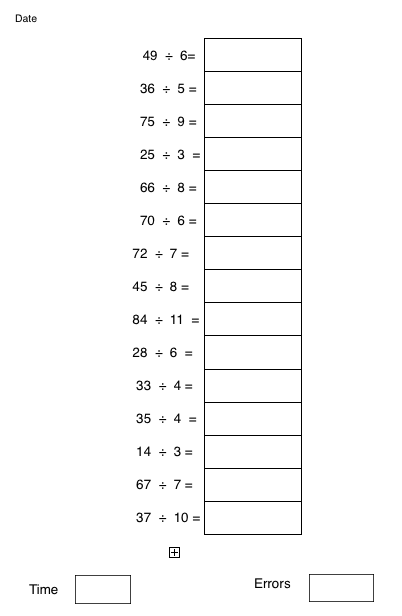 Date
49 ÷ 6=
36 ÷ 5 =
75 ÷ 9 =
25 ÷ 3 =
66 ÷ 8 =
70 ÷ 6 =
72 ÷ 7 =
45 ÷ 8 =
84 ÷ 11 =
28 ÷ 6 =
33 ÷ 4 =
35 ÷ 4 =
14 ÷ 3 =
67 ÷ 7 =
37 ÷ 10 =
Time Errors